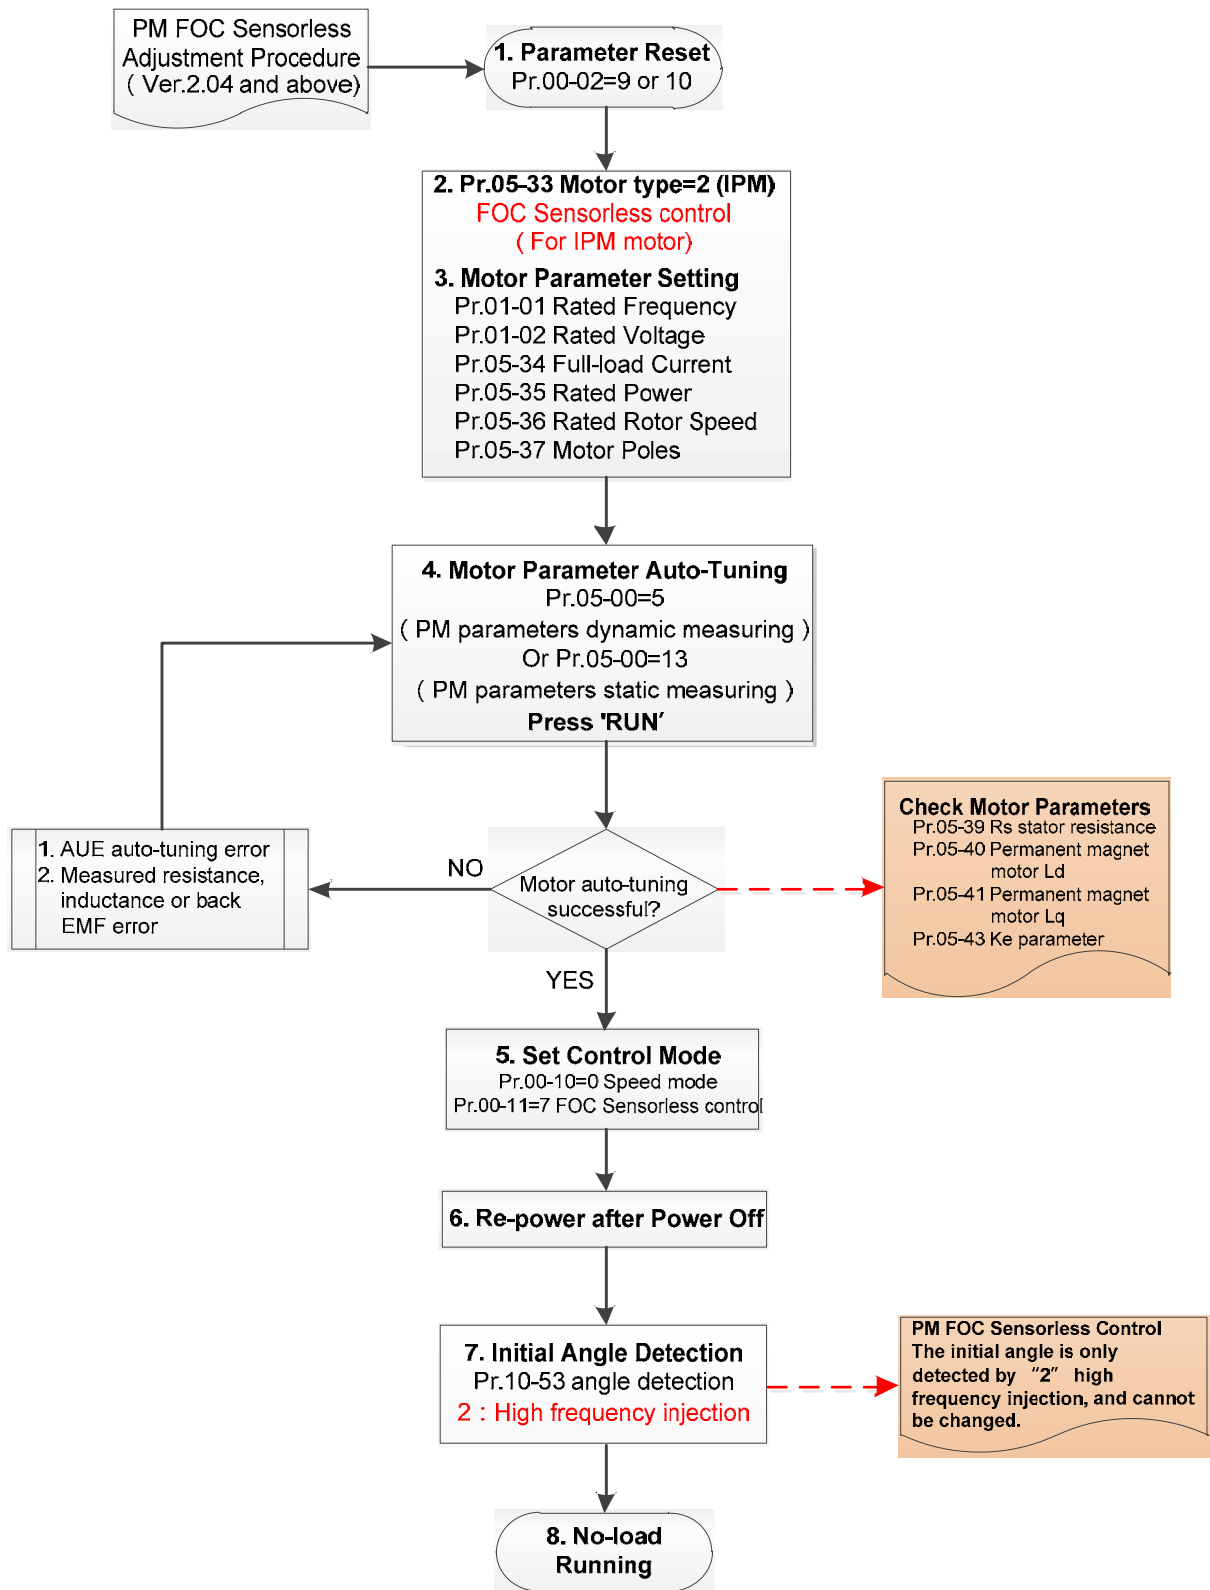 PM FOC Sensorless
Adjustment Procedure
( Ver.2.04 and above)
1. Parameter Reset
Pr.00-02=9 or 10
2. Pr.05-33 Motor type=2 (IPM)
FOC Sensorless control
( For IPM motor)
3. Motor Parameter Setting
Pr.01-01 Rated Frequency
Pr.01-02 Rated Voltage
Pr.05-34 Full-load Current
Pr.05-35 Rated Power
Pr.05-36 Rated Rotor Speed
Pr.05-37 Motor Poles
4. Motor Parameter Auto-Tuning
Pr.05-00=5
( PM parameters dynamic measuring )
Or Pr.05-00=13
( PM parameters static measuring )
Press 'RUN'
1. AUE auto-tuning error
2. Measured resistance,
inductance or back
EMF error
NO
Motor auto-tuning
successful?
Check Motor Parameters
Pr.05-39 Rs stator resistance
Pr.05-40 Permanent magnet
motor Ld
Pr.05-41 Permanent magnet
motor Lq
Pr.05-43 Ke parameter
YES
5. Set Control Mode
Pr.00-10=0 Speed mode
Pr.00-11=7 FOC Sensorless control
6. Re-power after Power Off
7. Initial Angle Detection
Pr.10-53 angle detection
2 : High frequency injection
PM FOC Sensorless Control
The initial angle is only
detected by “2” high
frequency injection, and cannot
be changed.
8. No-load
Running